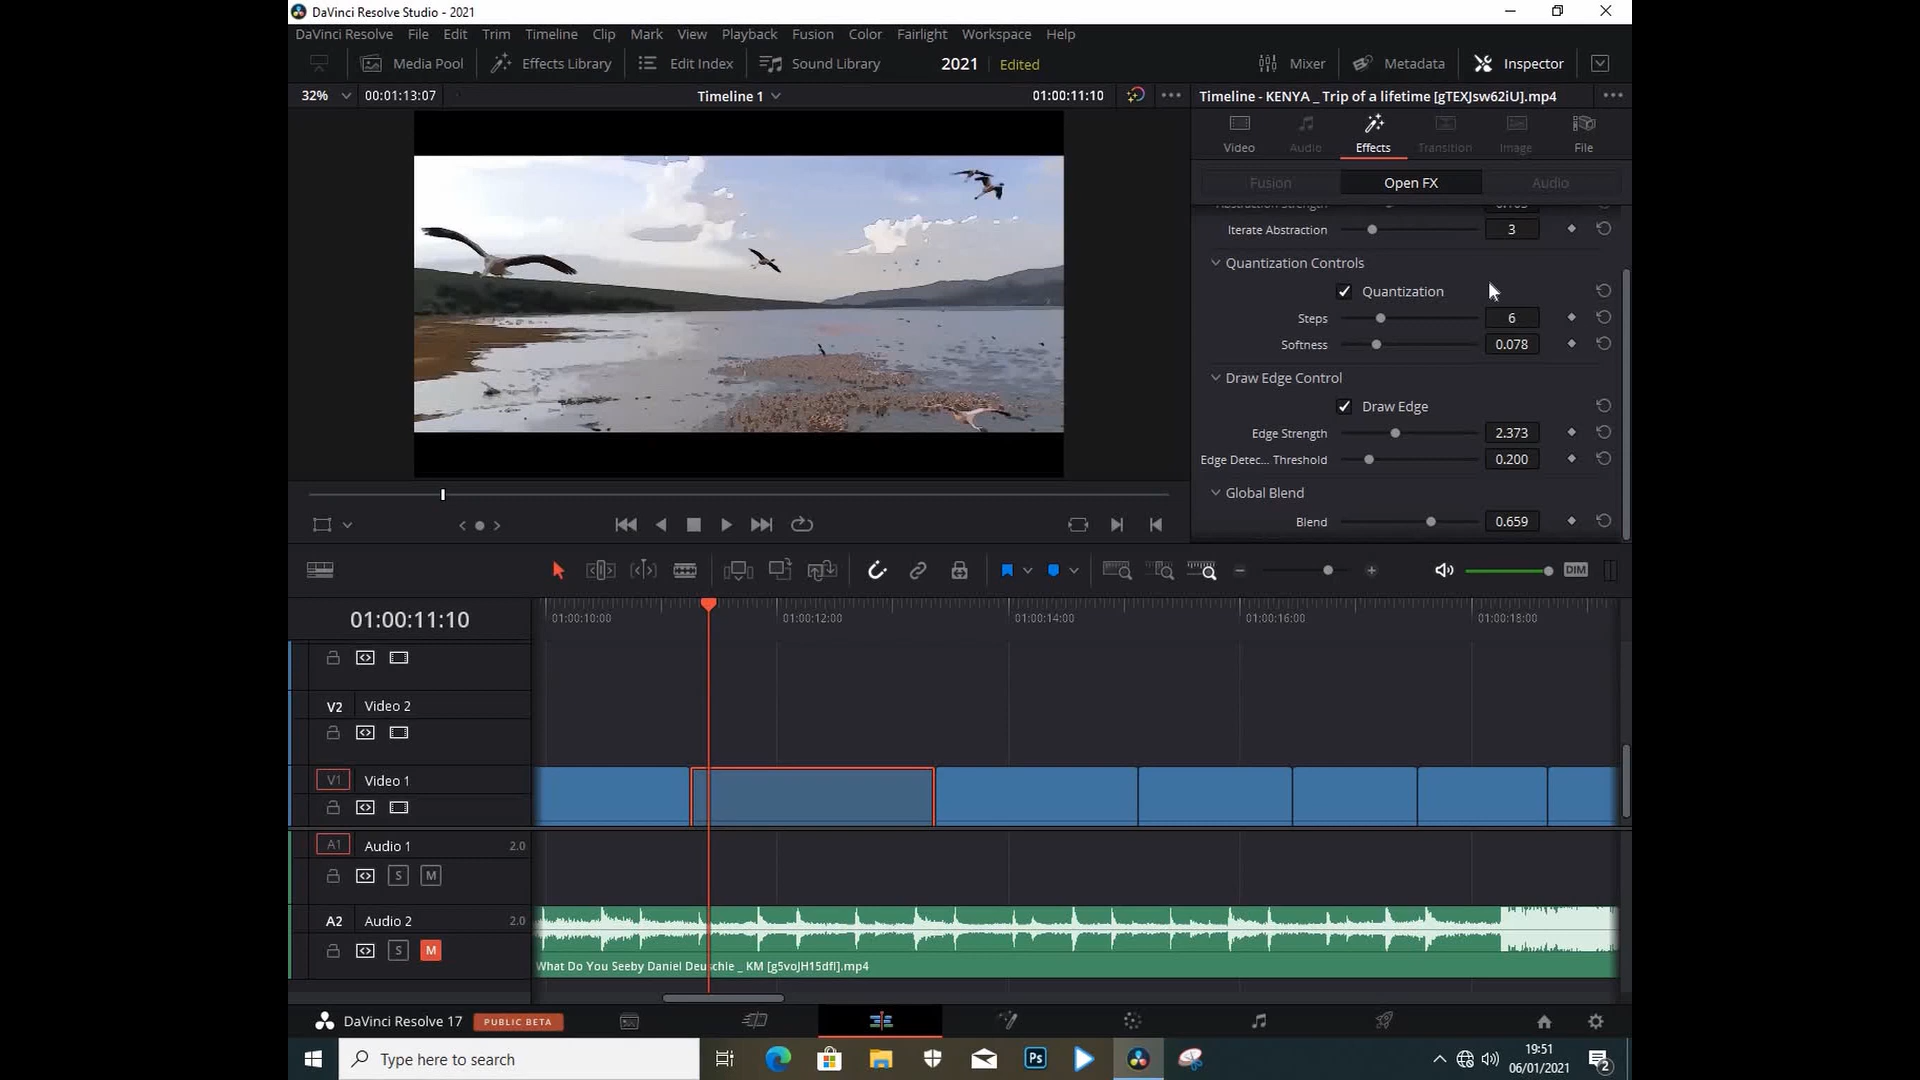 DaVinci Resolve Studio - 2021
DaVinci Resolve File Edit Trim Timeline Clip Mark View Playback Fusion Color Fairlight Workspace Help
Media Pool Effects Library Edit Index Sound Library 2021 Edited Mixer Metadata Inspector
32% 00:01:13:07 Timeline 1 01:00:11:10 Timeline - KENYA _ Trip of a lifetime [gTEXJsw62iU].mp4
Video Audio Effects Transition Image File
Fusion Open FX Audio
Abstraction Strength
Iterate Abstraction 3
Quantization Controls
Quantization
Steps 6
Softness 0.078
Draw Edge Control
Draw Edge
Edge Strength 2.373
Edge Detec... Threshold 0.200
Global Blend
Blend 0.659
DIM
01:00:11:10
01:00:10:00 01:00:12:00 01:00:14:00 01:00:16:00 01:00:18:00
V2 Video 2
V1 Video 1
A1 Audio 1 2.0
S M
A2 Audio 2 2.0
S M
What Do You Seeby Daniel Deuschle _ KM [g5voJH15dfI].mp4
DaVinci Resolve 17 PUBLIC BETA
Type here to search
Ps
19:51
06/01/2021
2